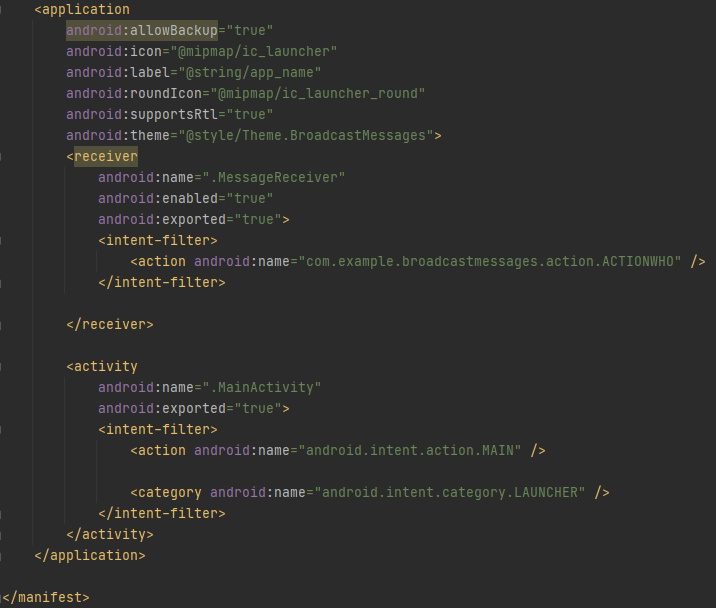 <application
android:allowBackup="true"
android:icon="@mipmap/ic_launcher"
android:label="@string/app_name"
android:roundIcon="@mipmap/ic_launcher_round"
android:supportsRtl="true"
android:theme="@style/Theme.BroadcastMessages">
<receiver
android:name=".MessageReceiver"
android:enabled="true"
android:exported="true">
<intent-filter>
<action android:name="com.example.broadcastmessages.action.ACTIONWHO" />
</intent-filter>
</receiver>
<activity
android:name=".MainActivity"
android:exported="true">
<intent-filter>
<action android:name="android.intent.action.MAIN" />
<category android:name="android.intent.category.LAUNCHER" />
</intent-filter>
</activity>
</application>
</manifest>